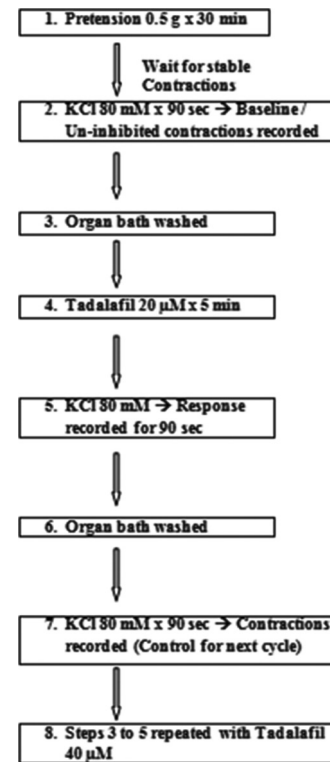 1. Pretension 0.5 g x 30 min
Wait for stable
Contractions
2. KCl 80 mM x 90 sec → Baseline /
Un-inhibited contractions recorded
3. Organ bath washed
4. Tadalafil 20 µM x 5 min
5. KCl 80 mM → Response
recorded for 90 sec
6. Organ bath washed
7. KCl 80 mM x 90 sec → Contractions
recorded (Control for next cycle)
8. Steps 3 to 5 repeated with Tadalafil
40 µM